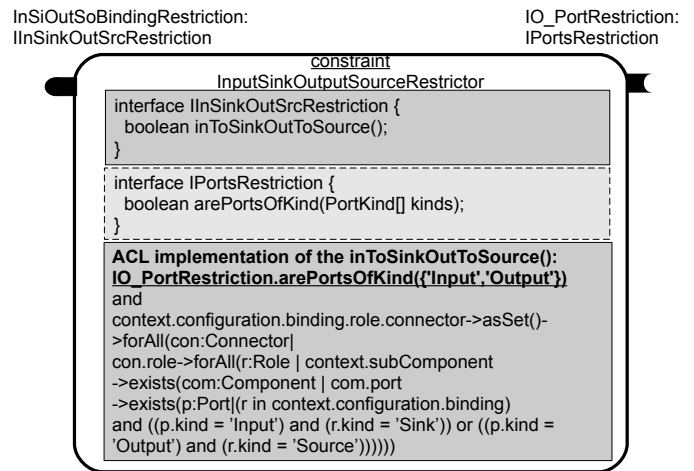 InSiOutSoBindingRestriction:
IInSinkOutSrcRestriction
IO_PortRestriction:
IPortsRestriction
constraint
InputSinkOutputSourceRestrictor
interface IInSinkOutSrcRestriction {
boolean inToSinkOutToSource();
}
interface IPortsRestriction {
boolean arePortsOfKind(PortKind[] kinds);
}
ACL implementation of the inToSinkOutToSource():
IO_PortRestriction.arePortsOfKind({'Input','Output'})
and
context.configuration.binding.role.connector->asSet()-
>forAll(con:Connector|
con.role->forAll(r:Role | context.subComponent
->exists(com:Component | com.port
->exists(p:Port|(r in context.configuration.binding)
and ((p.kind = 'Input’) and (r.kind = 'Sink’)) or ((p.kind =
’Output’) and (r.kind = 'Source’))))))